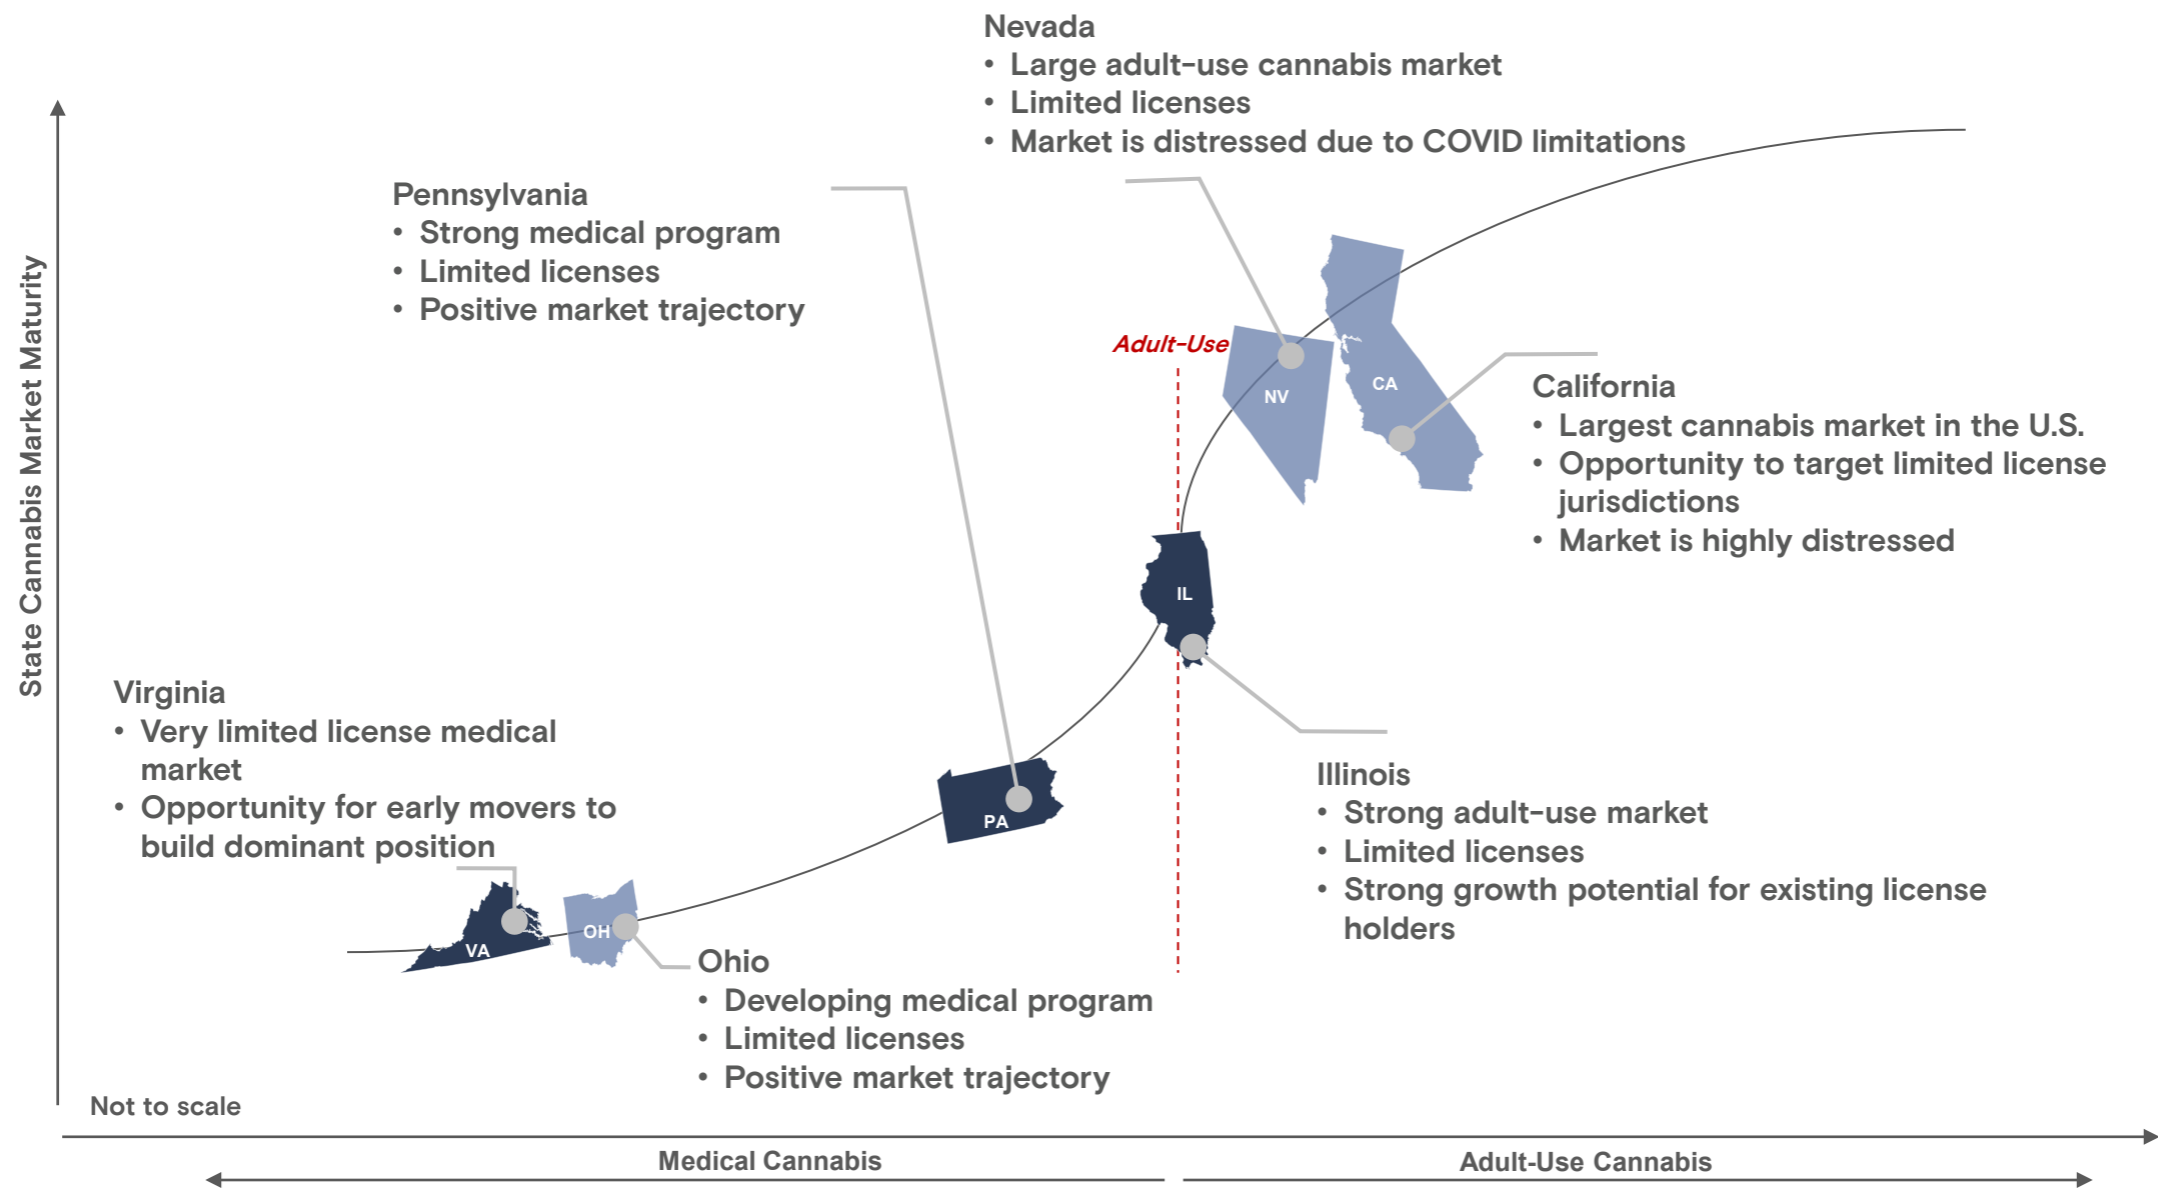 Nevada
• Large adult-use cannabis market
• Limited licenses
• Market is distressed due to COVID limitations
Pennsylvania
• Strong medical program
• Limited licenses
• Positive market trajectory
State Cannabis Market Maturity
Adult-Use
NV
CA
California
• Largest cannabis market in the U.S.
• Opportunity to target limited license
jurisdictions
• Market is highly distressed
IL
Virginia
• Very limited license medical
market
• Opportunity for early movers to
build dominant position
PA
Illinois
• Strong adult-use market
• Limited licenses
• Strong growth potential for existing license
holders
VA
OH
Ohio
• Developing medical program
• Limited licenses
• Positive market trajectory
Not to scale
Medical Cannabis
Adult-Use Cannabis